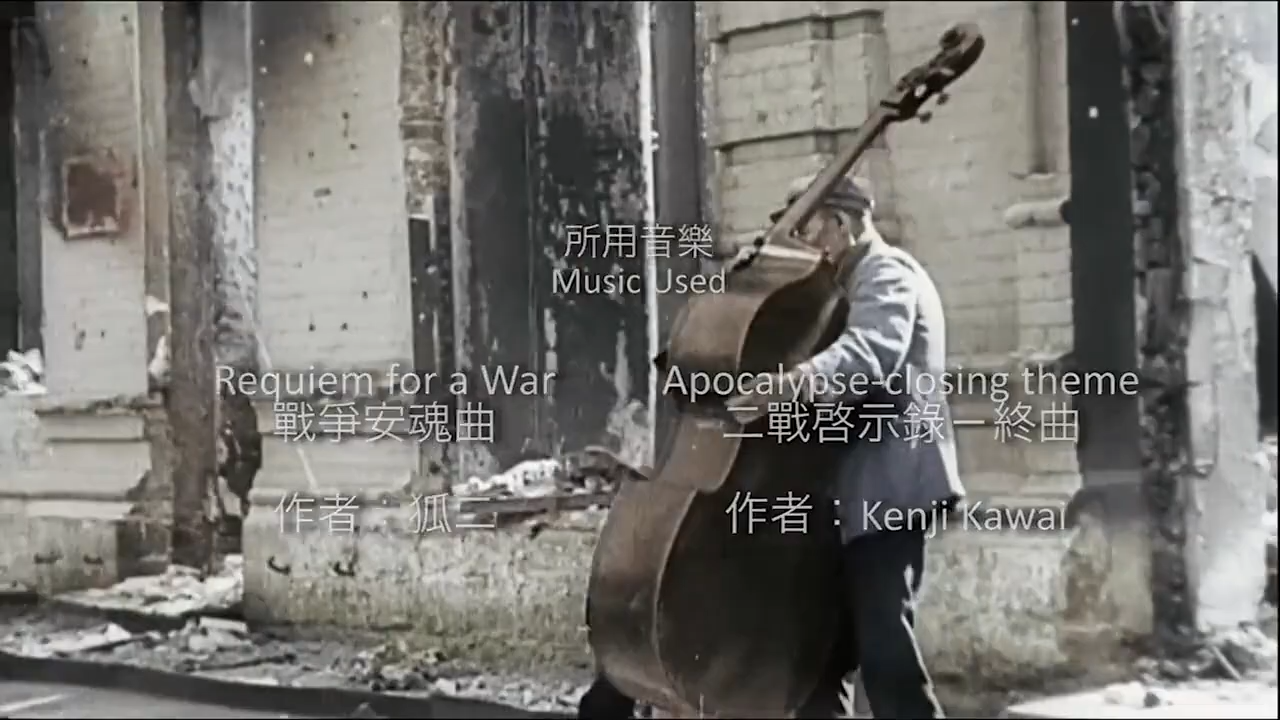 所用音樂
Music Used
Requiem for a War
戰爭安魂曲
作者：狐二
Apocalypse-closing theme
二戰啓示錄－終曲
作者：Kenji Kawai